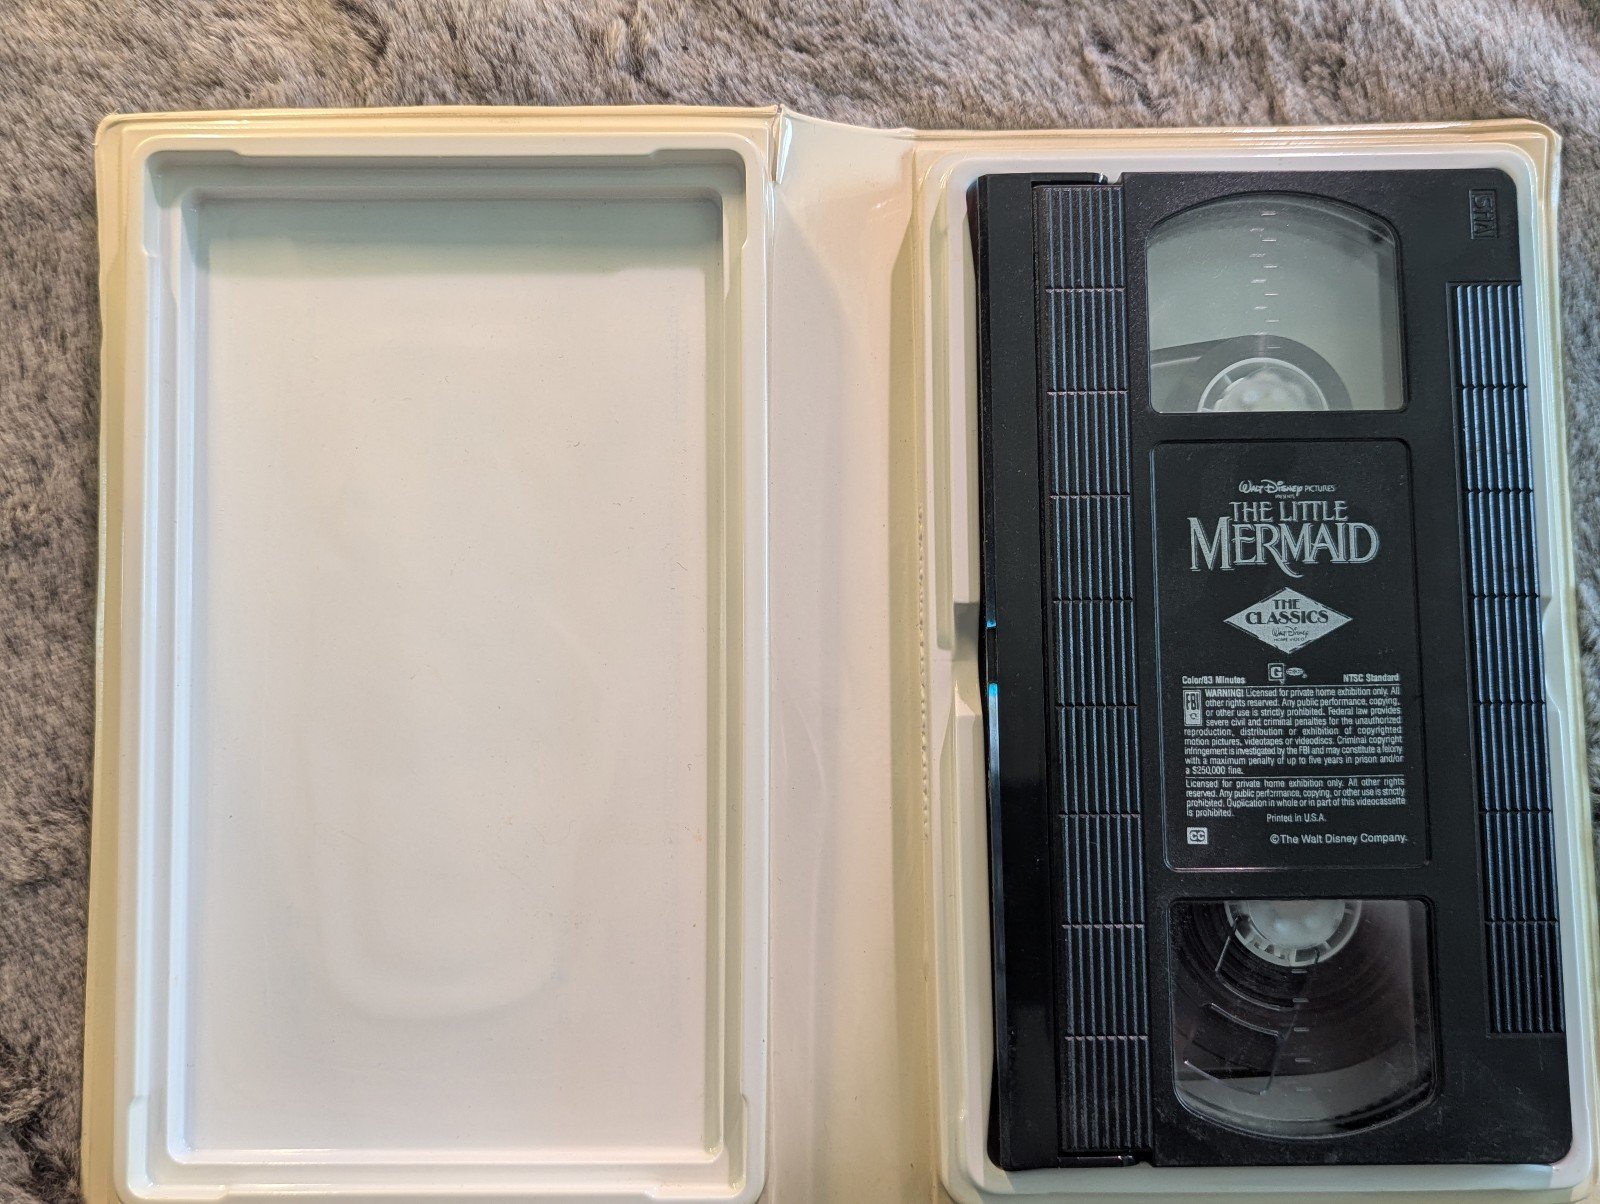 VHS
WALT DISNEY PICTURES
PRESENTS
THE LITTLE
MERMAID
THE
CLASSICS
Walt Disney
HOME VIDEO
G
Color/83 Minutes NTSC Standard
FBI WARNING! Licensed for private home exhibition only. All
other rights reserved. Any public performance, copying,
or other use is strictly prohibited. Federal law provides
severe civil and criminal penalties for the unauthorized
reproduction, distribution or exhibition of copyrighted
motion pictures, videotapes or videodiscs. Criminal copyright
infringement is investigated by the FBI and may constitute a felony
with a maximum penalty of up to five years in prison and/or
a $250,000 fine.
Licensed for private home exhibition only. All other rights
reserved. Any public performance, copying, or other use is strictly
prohibited. Duplication in whole or in part of this videocassette
is prohibited. Printed in U.S.A.
CC ©The Walt Disney Company.